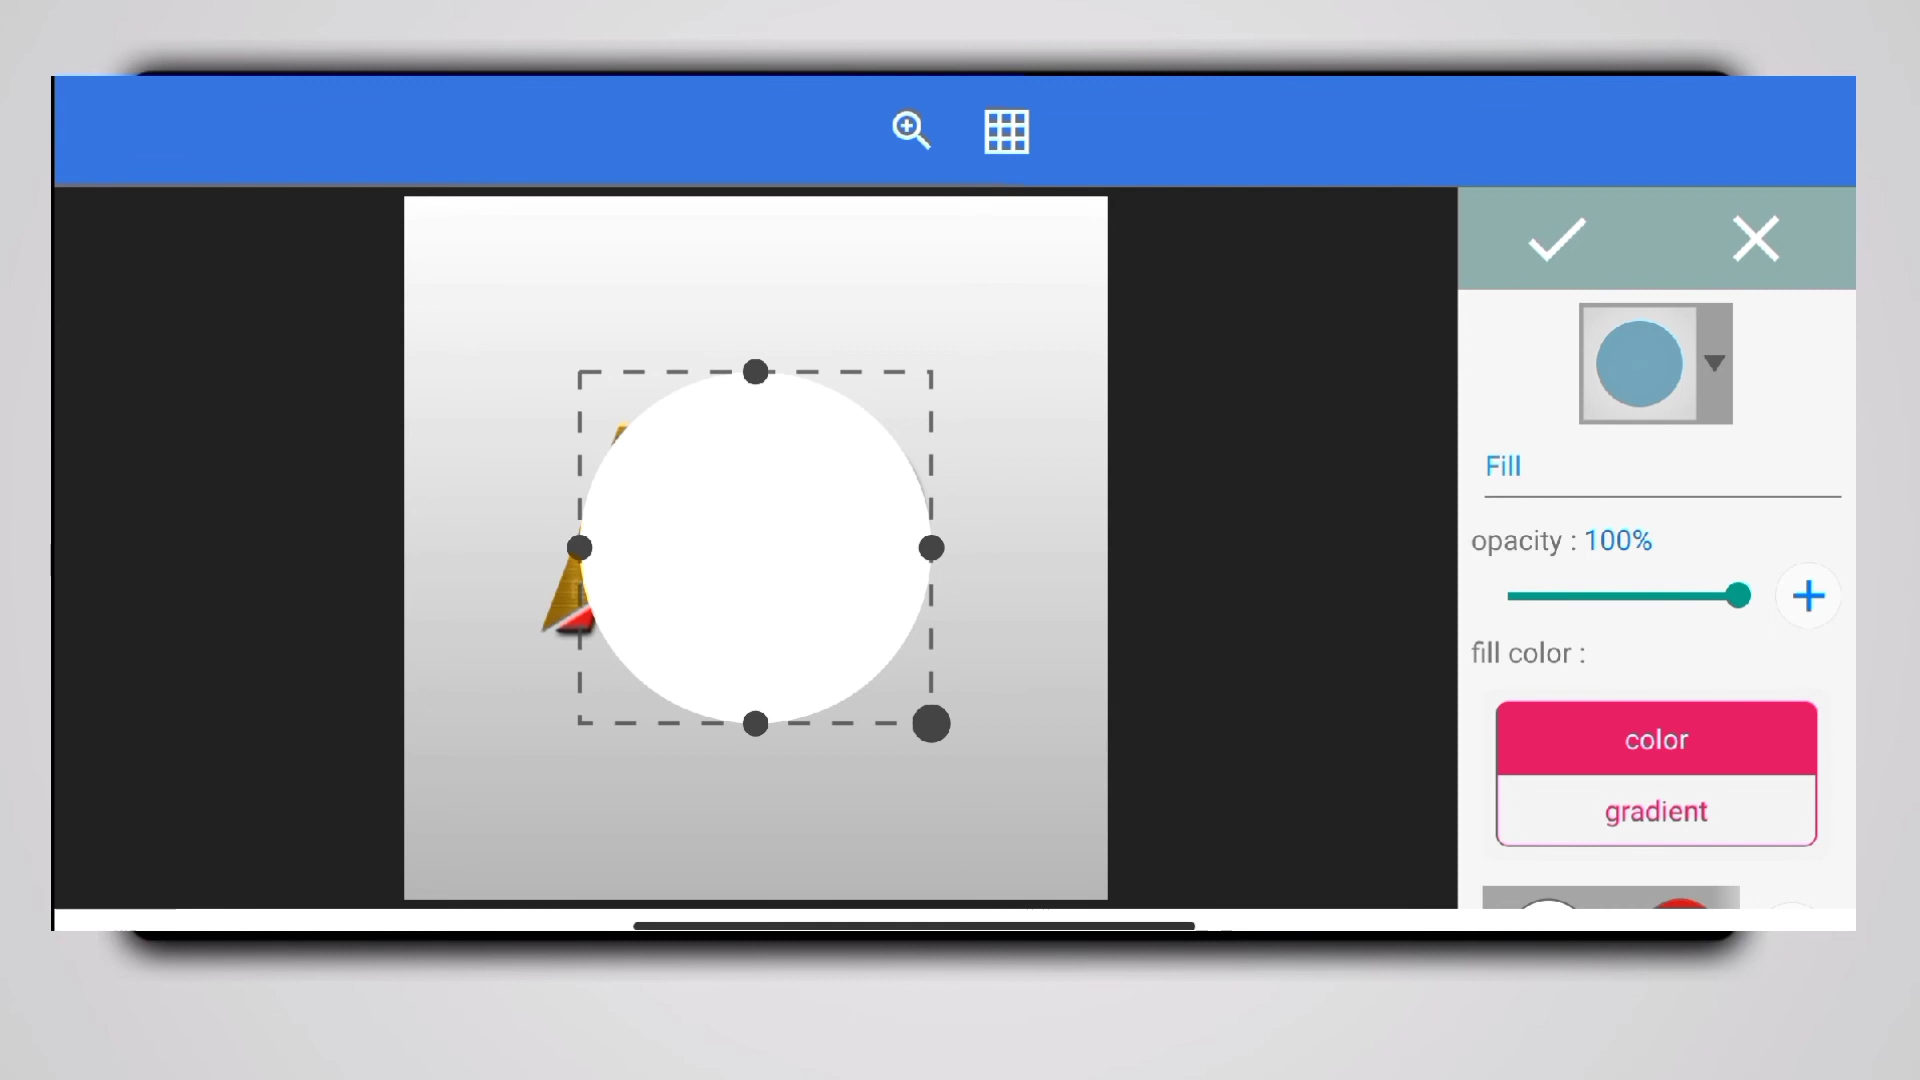 Fill
opacity : 100%
fill color :
color
gradient